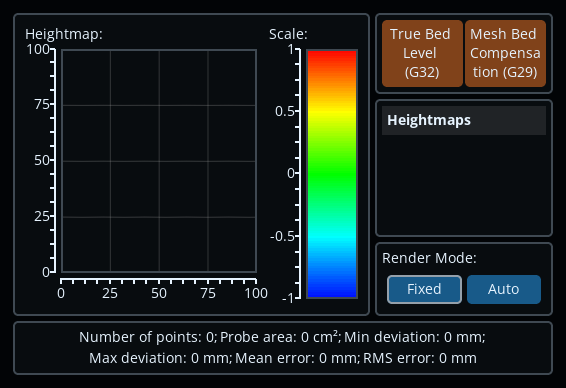 Heightmap:
Scale:
100
75
50
25
0
0 25 50 75 100
1
0.5
0
-0.5
-1
True Bed
Level
(G32)
Mesh Bed
Compensa
tion (G29)
Heightmaps
Render Mode:
Fixed
Auto
Number of points: 0; Probe area: 0 cm²; Min deviation: 0 mm;
Max deviation: 0 mm; Mean error: 0 mm; RMS error: 0 mm